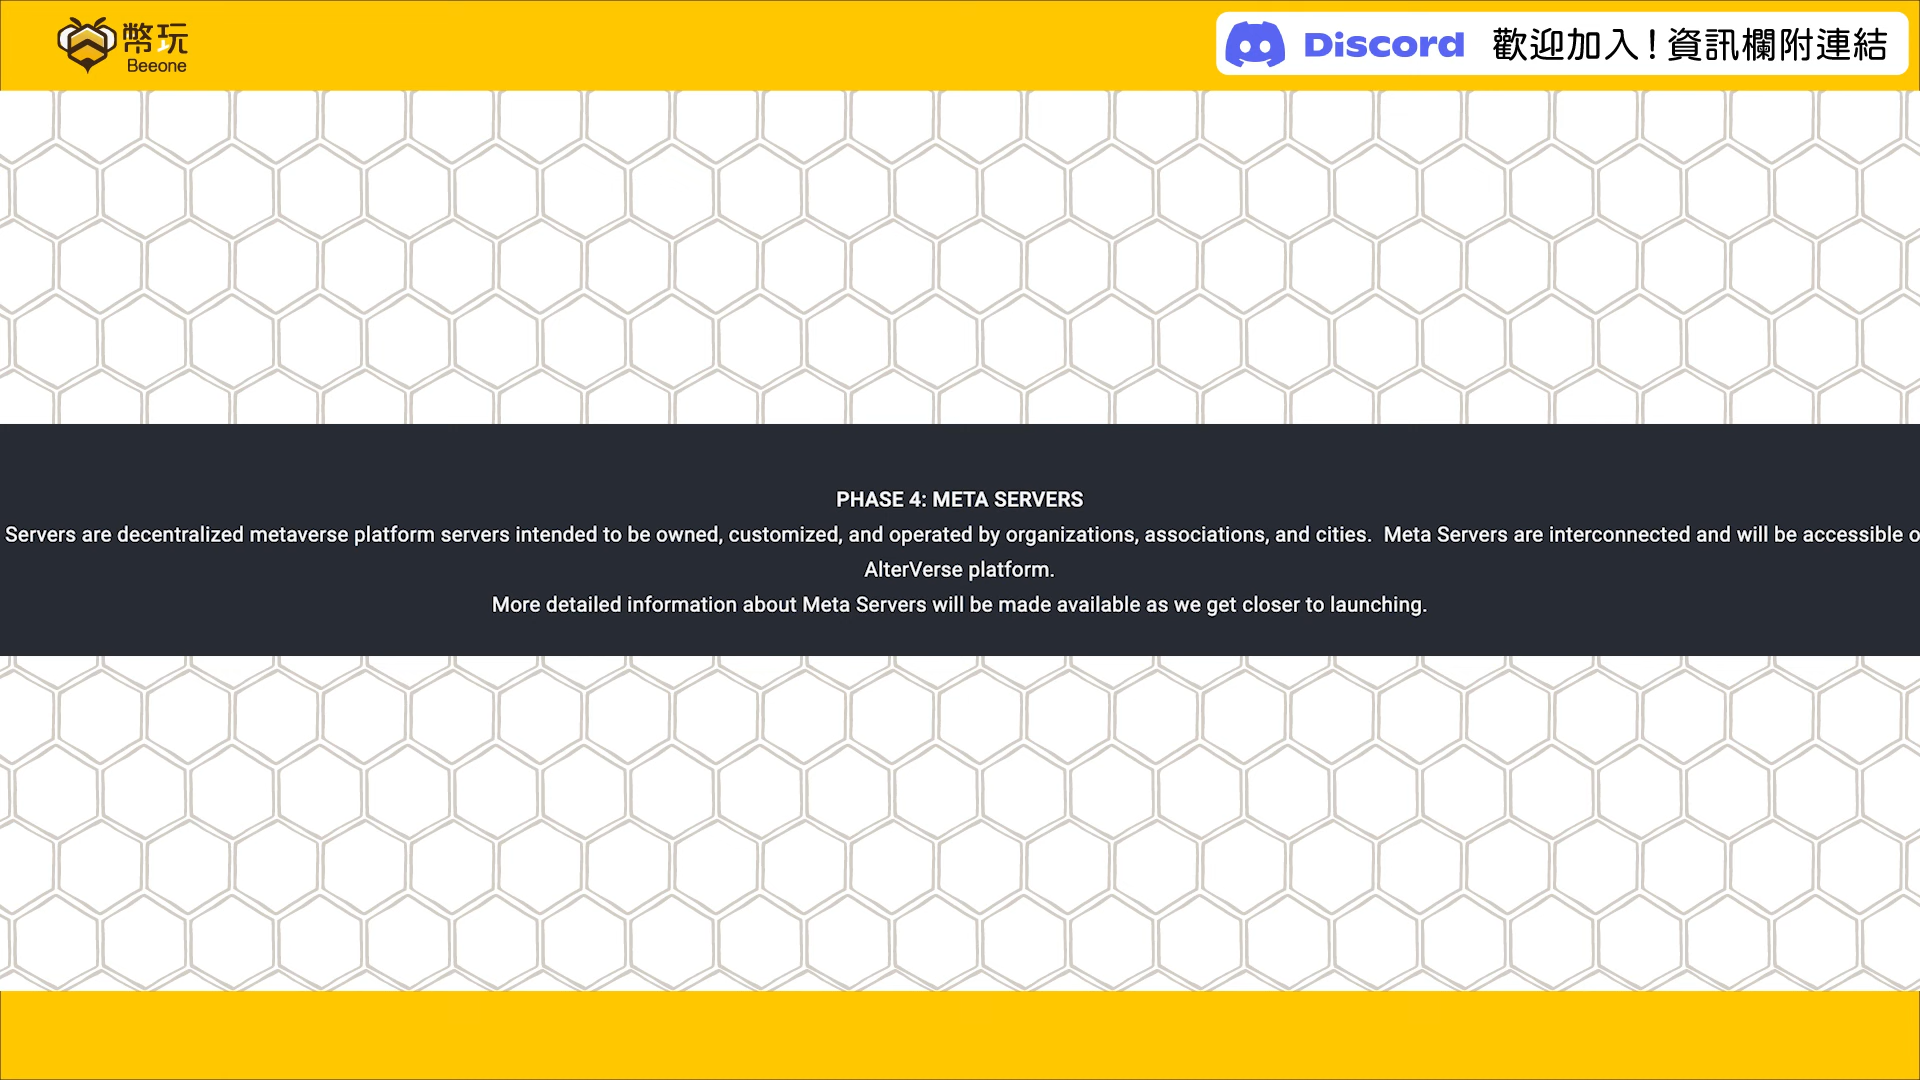 幣玩
Beeone
Discord 歡迎加入！資訊欄附連結
PHASE 4: META SERVERS
Servers are decentralized metaverse platform servers intended to be owned, customized, and operated by organizations, associations, and cities. Meta Servers are interconnected and will be accessible
AlterVerse platform.
More detailed information about Meta Servers will be made available as we get closer to launching.